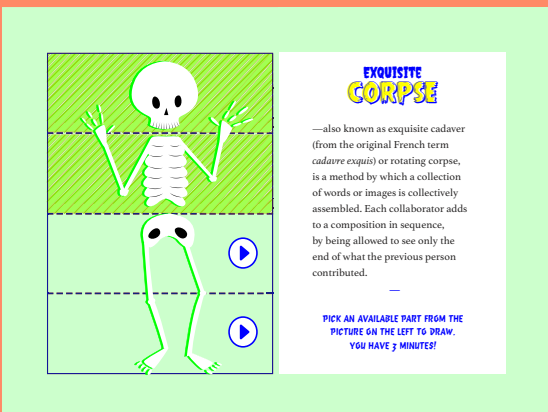 EXQUISITE
CORPSE
—also known as exquisite cadaver
(from the original French term
cadavre exquis) or rotating corpse,
is a method by which a collection
of words or images is collectively
assembled. Each collaborator adds
to a composition in sequence,
by being allowed to see only the
end of what the previous person
contributed.
—
PICK AN AVAILABLE PART FROM THE
PICTURE ON THE LEFT TO DRAW.
YOU HAVE 3 MINUTES!